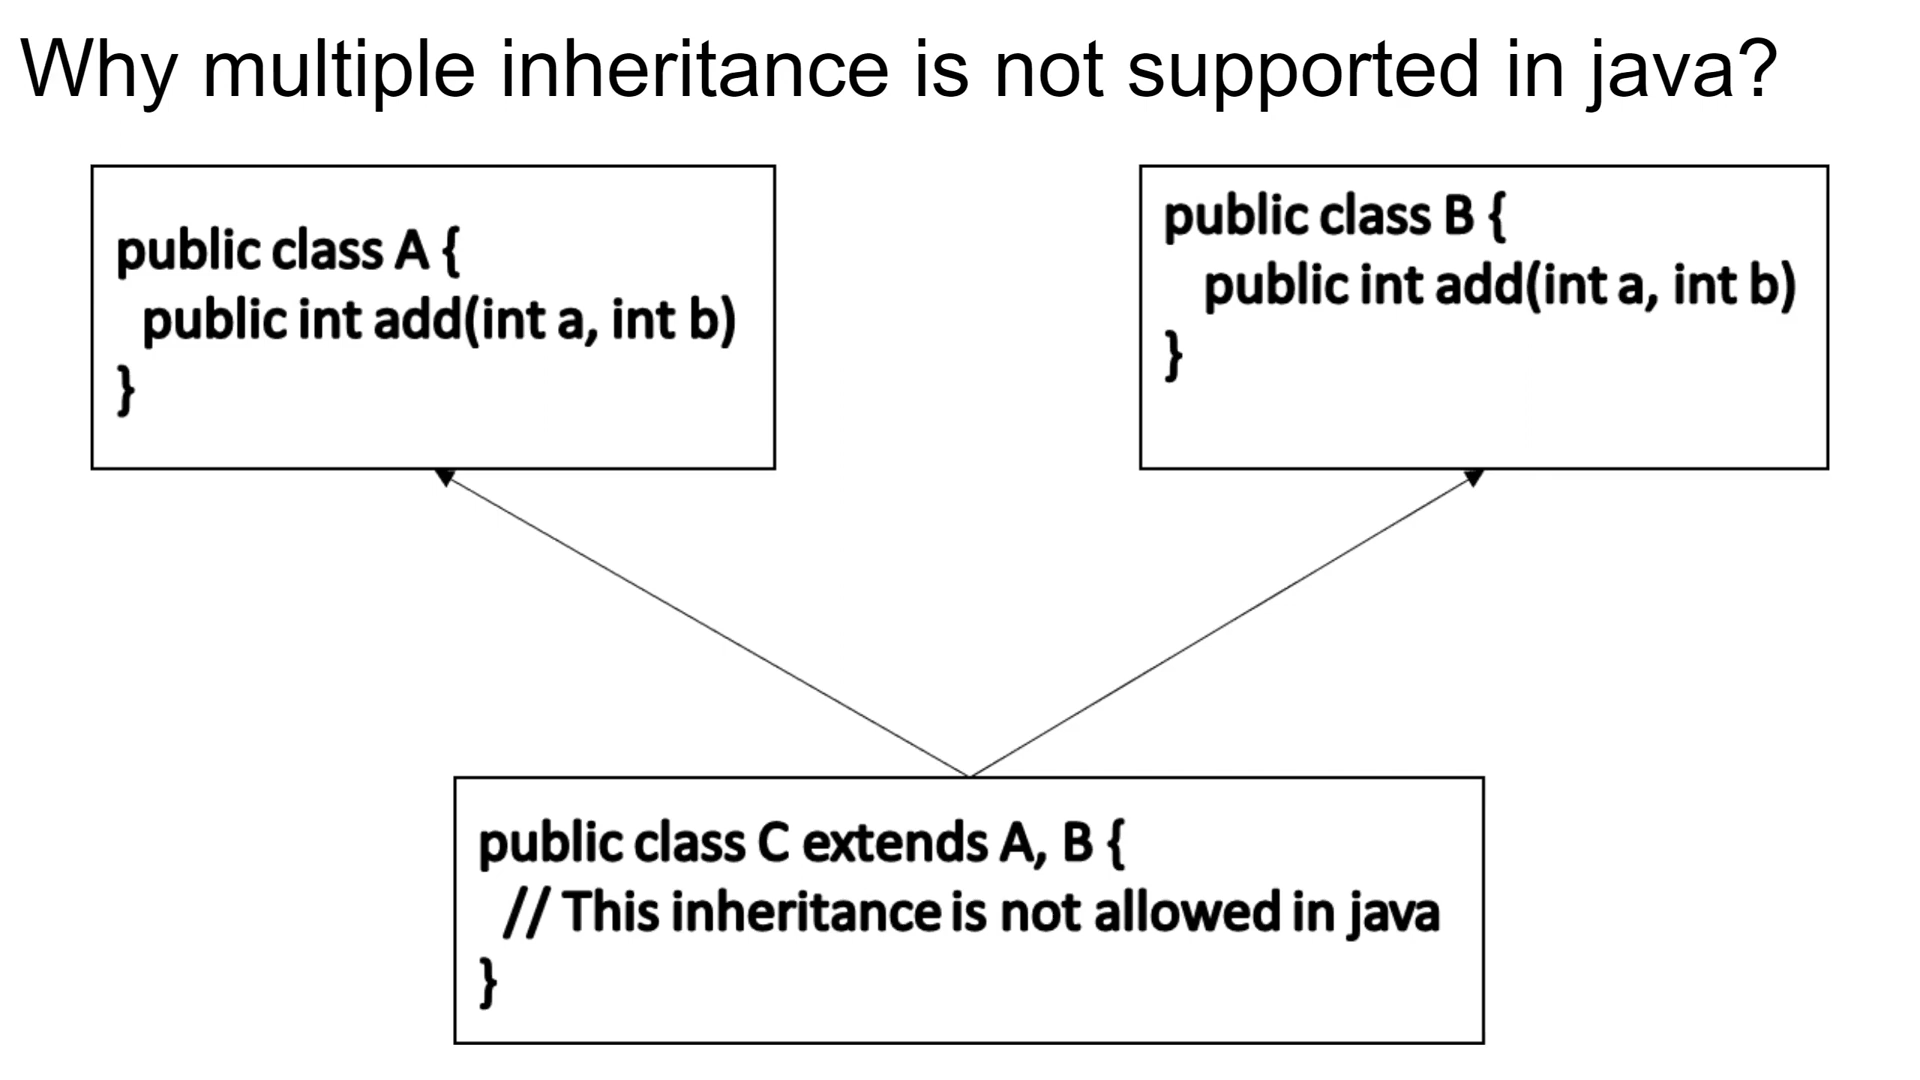 Why multiple inheritance is not supported in java?
public class A {
public int add(int a, int b)
}
public class B {
public int add(int a, int b)
}
public class C extends A, B {
// This inheritance is not allowed in java
}